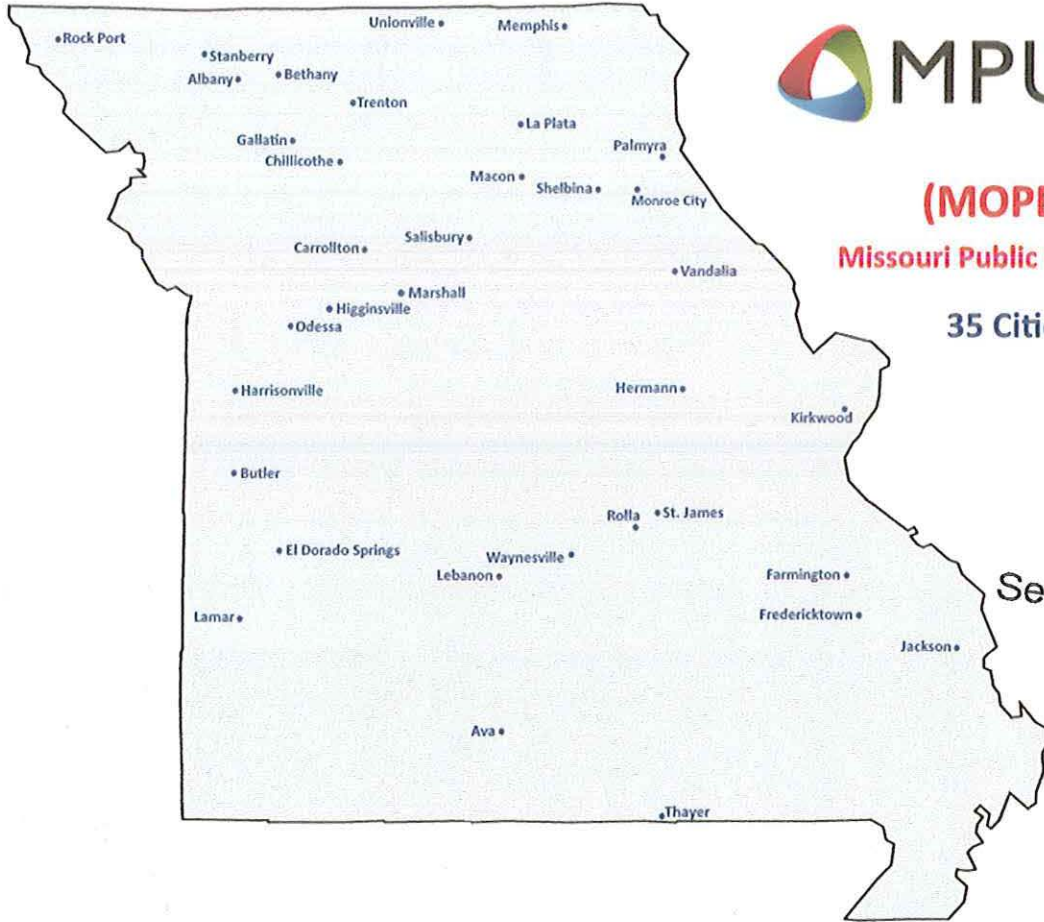 Unionville
Memphis
Rock Port
Stanberry
Albany
Bethany
Trenton
La Plata
Gallatin
Chillicothe
Palmyra
Macon
Shelbina
Monroe City
Carrollton
Salisbury
Vandalia
Marshall
Higginsville
Odessa
Harrisonville
Hermann
Kirkwood
Butler
Rolla
St. James
El Dorado Springs
Waynesville
Lebanon
Farmington
Lamar
Fredericktown
Jackson
Ava
Thayer
MPU
(MOP
Missouri Public
35 Citi
Se